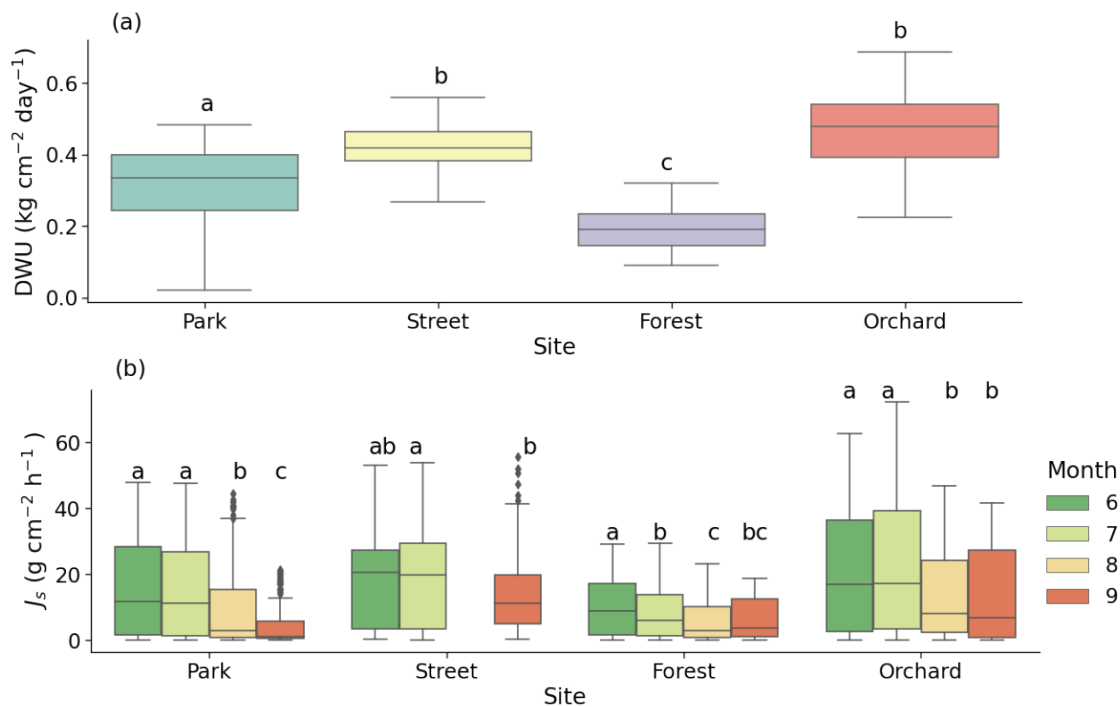 (a)
DWU (kg cm⁻² day⁻¹)
0.6
0.4
0.2
0.0
a
b
c
b
Park Street Forest Orchard
Site
(b)
Jₛ (g cm⁻² h⁻¹)
60
40
20
0
a a b c
ab a b
a b c bc
a a b b
Park Street Forest Orchard
Site
Month
6
7
8
9